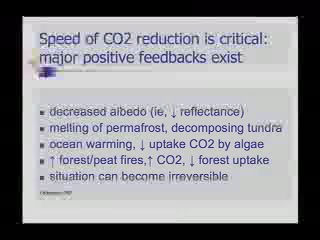 Speed of CO2 reduction is critical:
major positive feedbacks exist
decreased albedo (ie, ↓ reflectance)
melting of permafrost, decomposing tundra
ocean warming, ↓ uptake CO2 by algae
↑ forest/peat fires,↑ CO2, ↓ forest uptake
situation can become irreversible